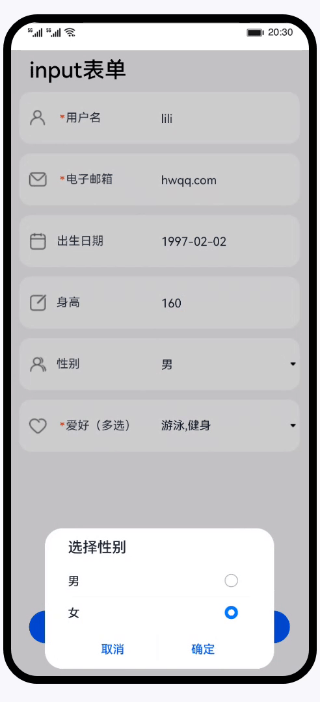 20:30
input表单
*用户名 lili
*电子邮箱 hwqq.com
出生日期 1997-02-02
身高 160
性别 男
*爱好（多选） 游泳,健身
选择性别
男
女
取消 确定